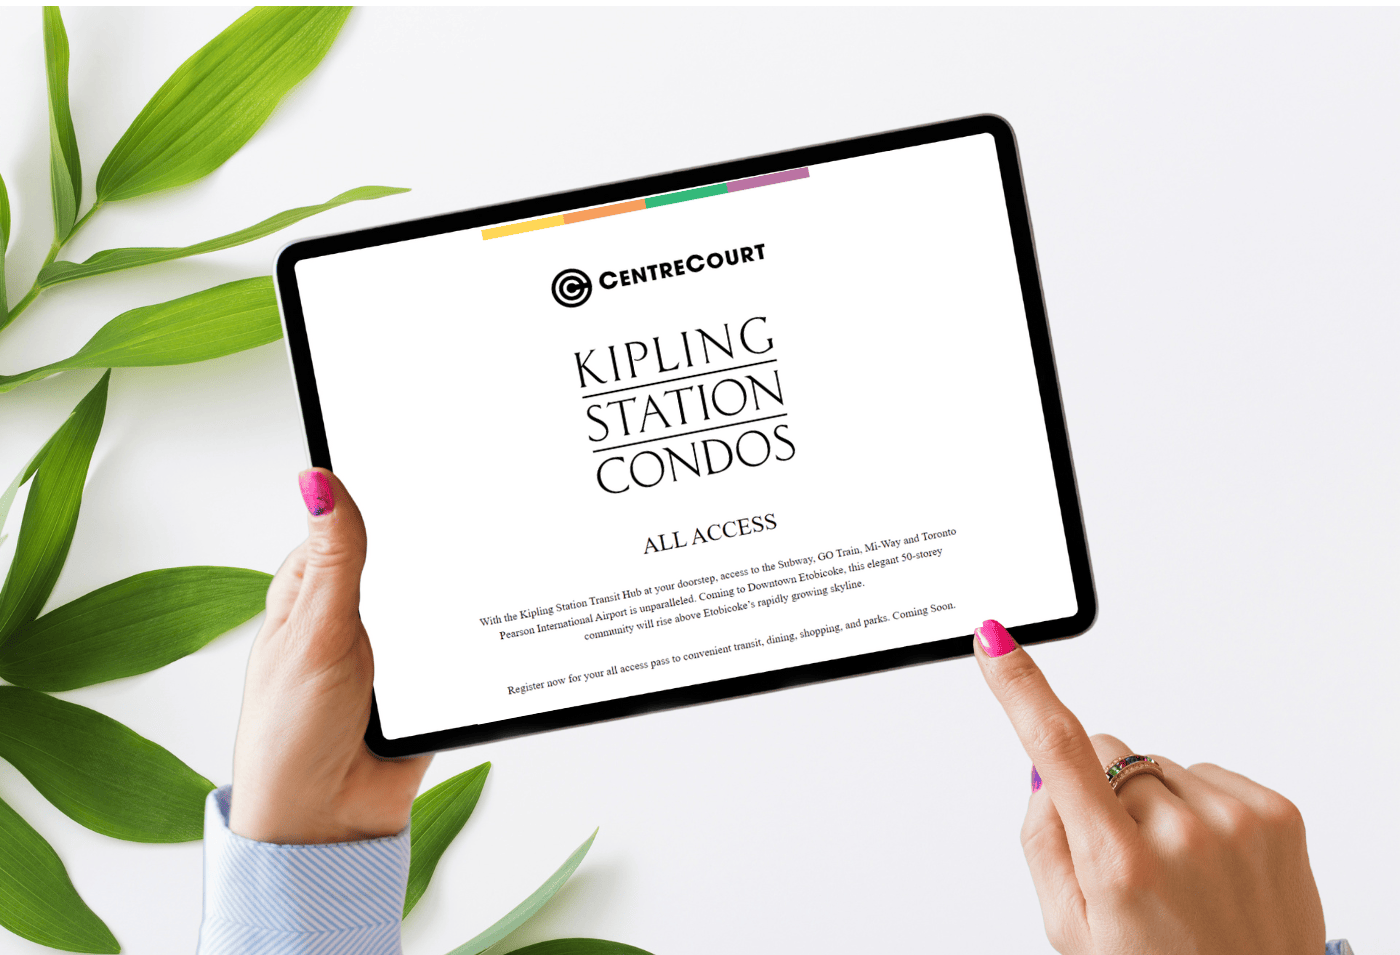 CENTRECOURT
KIPLING
STATION
CONDOS
ALL ACCESS
With the Kipling Station Transit Hub at your doorstep, access to the Subway, GO Train, Mi-Way and Toronto
Pearson International Airport is unparalleled. Coming to Downtown Etobicoke, this elegant 50-storey
community will rise above Etobicoke's rapidly growing skyline.
Register now for your all access pass to convenient transit, dining, shopping, and parks. Coming Soon.